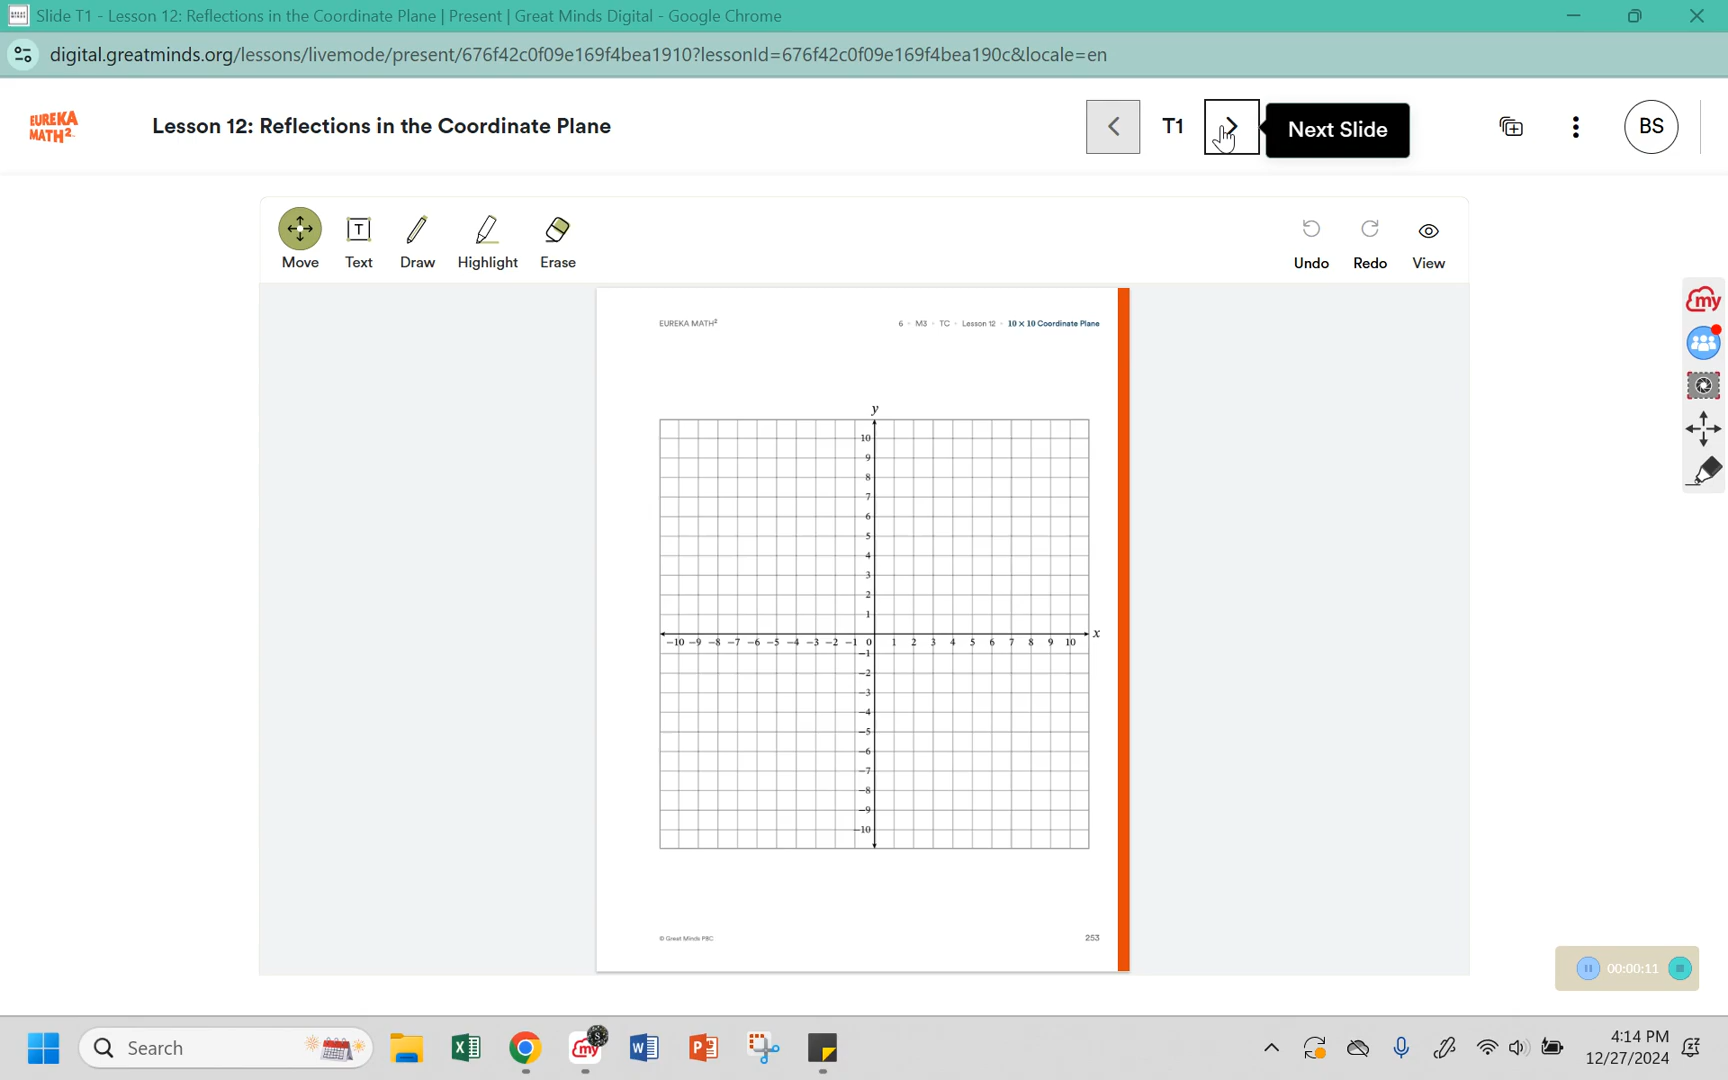 Slide T1 - Lesson 12: Reflections in the Coordinate Plane | Present | Great Minds Digital - Google Chrome
digital.greatminds.org/lessons/livemode/present/676f42c0f09e169f4bea1910?lessonId=676f42c0f09e169f4bea190c&locale=en
EUREKA MATH²
Lesson 12: Reflections in the Coordinate Plane
T1
Next Slide
BS
Move Text Draw Highlight Erase
Undo Redo View
EUREKA MATH² 6 ▸ M3 ▸ TC ▸ Lesson 12 ▸ 10 × 10 Coordinate Plane
my
y
10
9
8
7
6
5
4
3
2
1
x
−10 −9 −8 −7 −6 −5 −4 −3 −2 −1 0 1 2 3 4 5 6 7 8 9 10
−1
−2
−3
−4
−5
−6
−7
−8
−9
−10
© Great Minds PBC 253
00:00:11
Search
my
S
4:14 PM
12/27/2024